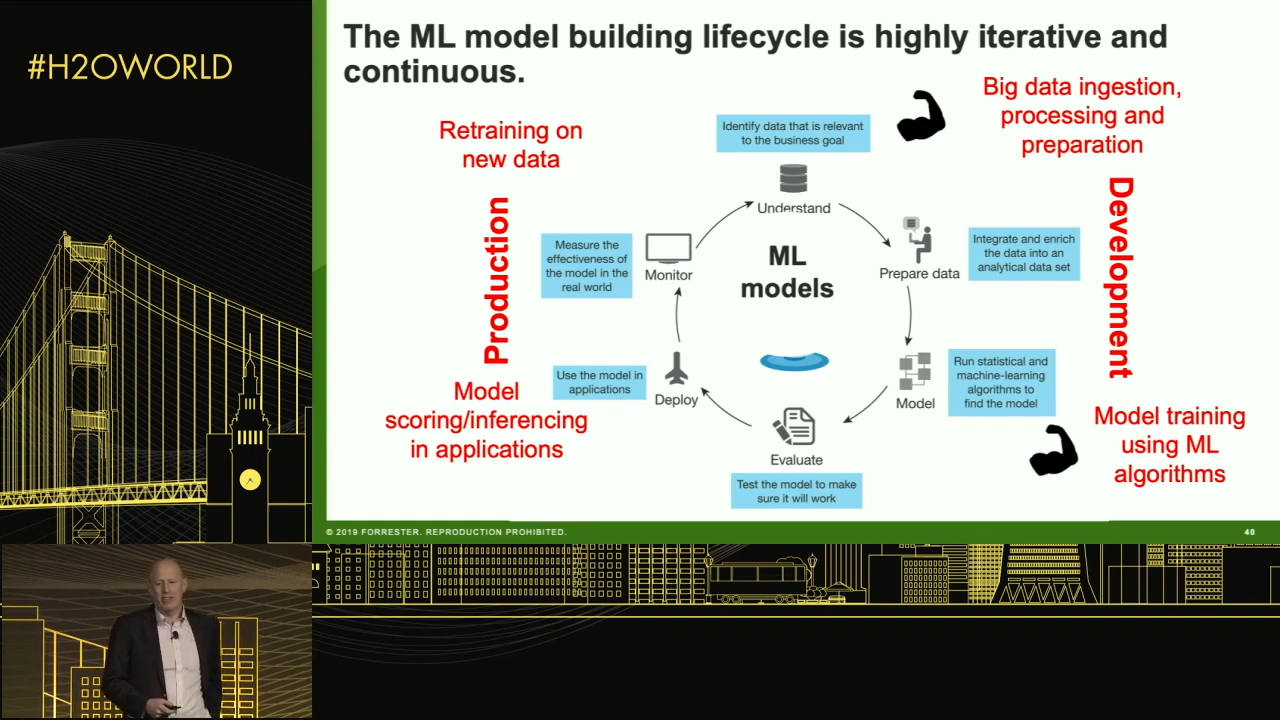 #H2OWORLD
The ML model building lifecycle is highly iterative and
continuous.
Big data ingestion,
processing and
preparation
Retraining on
new data
Identify data that is relevant
to the business goal
Understand
Production
Development
Measure the
effectiveness of
the model in the
real world
Monitor
ML
models
Prepare data
Integrate and enrich
the data into an
analytical data set
Use the model in
applications
Deploy
Model
Run statistical and
machine-learning
algorithms to
find the model
Model
scoring/inferencing
in applications
Evaluate
Test the model to make
sure it will work
Model training
using ML
algorithms
© 2019 FORRESTER. REPRODUCTION PROHIBITED.
40